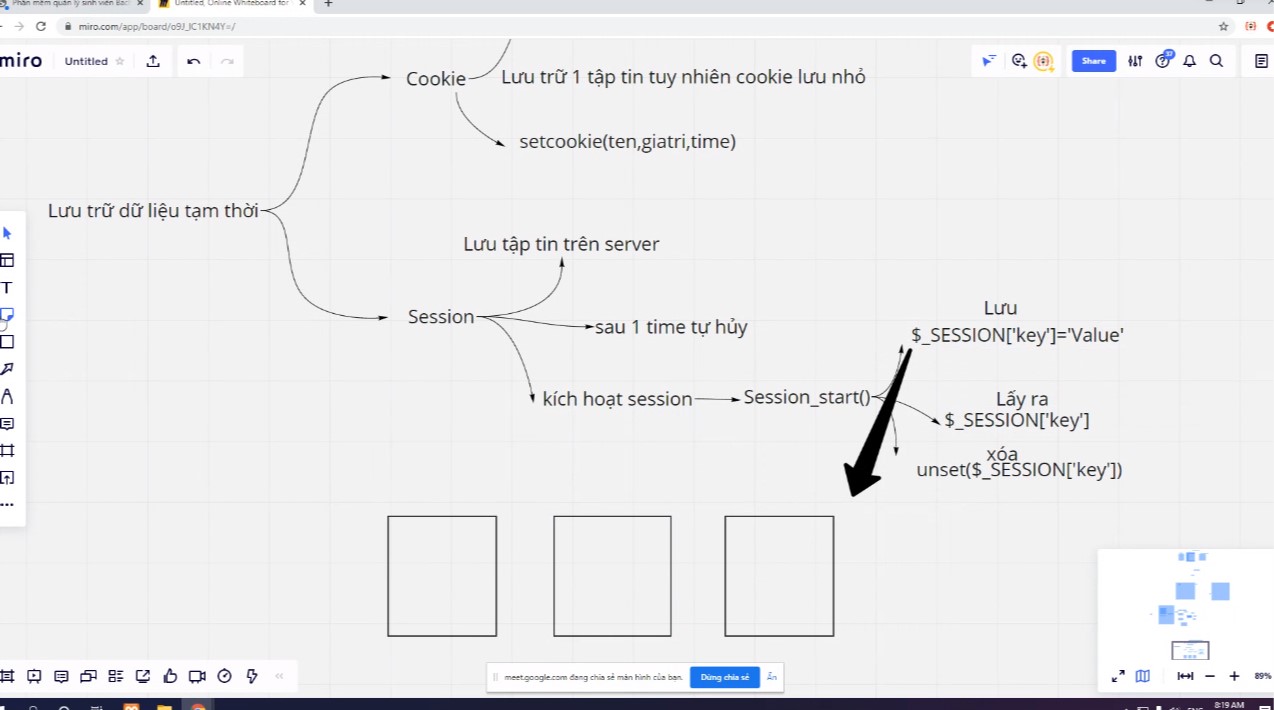 Phần mềm quản lý sinh viên Bác
Untitled, Online Whiteboard for
miro.com/app/board/o9J_lC1KN4Y=/
miro
Untitled
Share
37
Cookie
Lưu trữ 1 tập tin tuy nhiên cookie lưu nhỏ
setcookie(ten,giatri,time)
Lưu trữ dữ liệu tạm thời
Lưu tập tin trên server
Session
sau 1 time tự hủy
kích hoạt session
Session_start()
Lưu
$_SESSION['key']='Value'
Lấy ra
$_SESSION['key']
xóa
unset($_SESSION['key'])
meet.google.com đang chia sẻ màn hình của bạn.
Dừng chia sẻ
Ẩn
89%
ENG
8:19 AM